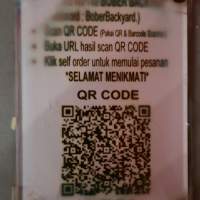 Password : BoberBackyard.)
Scan QR CODE (Pakai QR & Barcode Scanner)
Buka URL hasil scan QR CODE
Klik self order untuk memulai pesanan
"SELAMAT MENIKMATI"
QR CODE